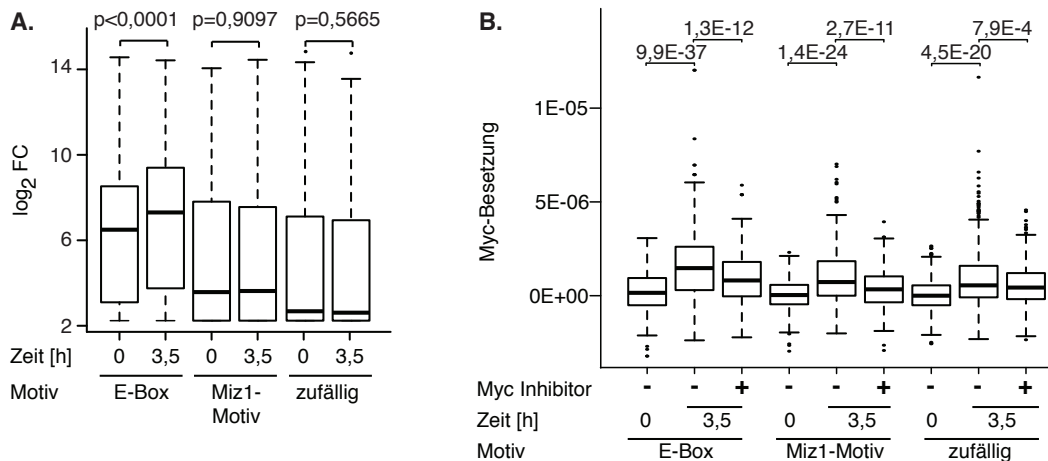 A.
p<0,0001 p=0,9097 p=0,5665
14
10
6
2
log2 FC
Zeit [h] 0 3,5 0 3,5 0 3,5
Motiv E-Box Miz1-Motiv zufällig
B.
1,3E-12 2,7E-11 7,9E-4
9,9E-37 1,4E-24 4,5E-20
1E-05
5E-06
0E+00
Myc-Besetzung
Myc Inhibitor - - + - - + - - +
Zeit [h] 0 3,5 0 3,5 0 3,5
Motiv E-Box Miz1-Motiv zufällig